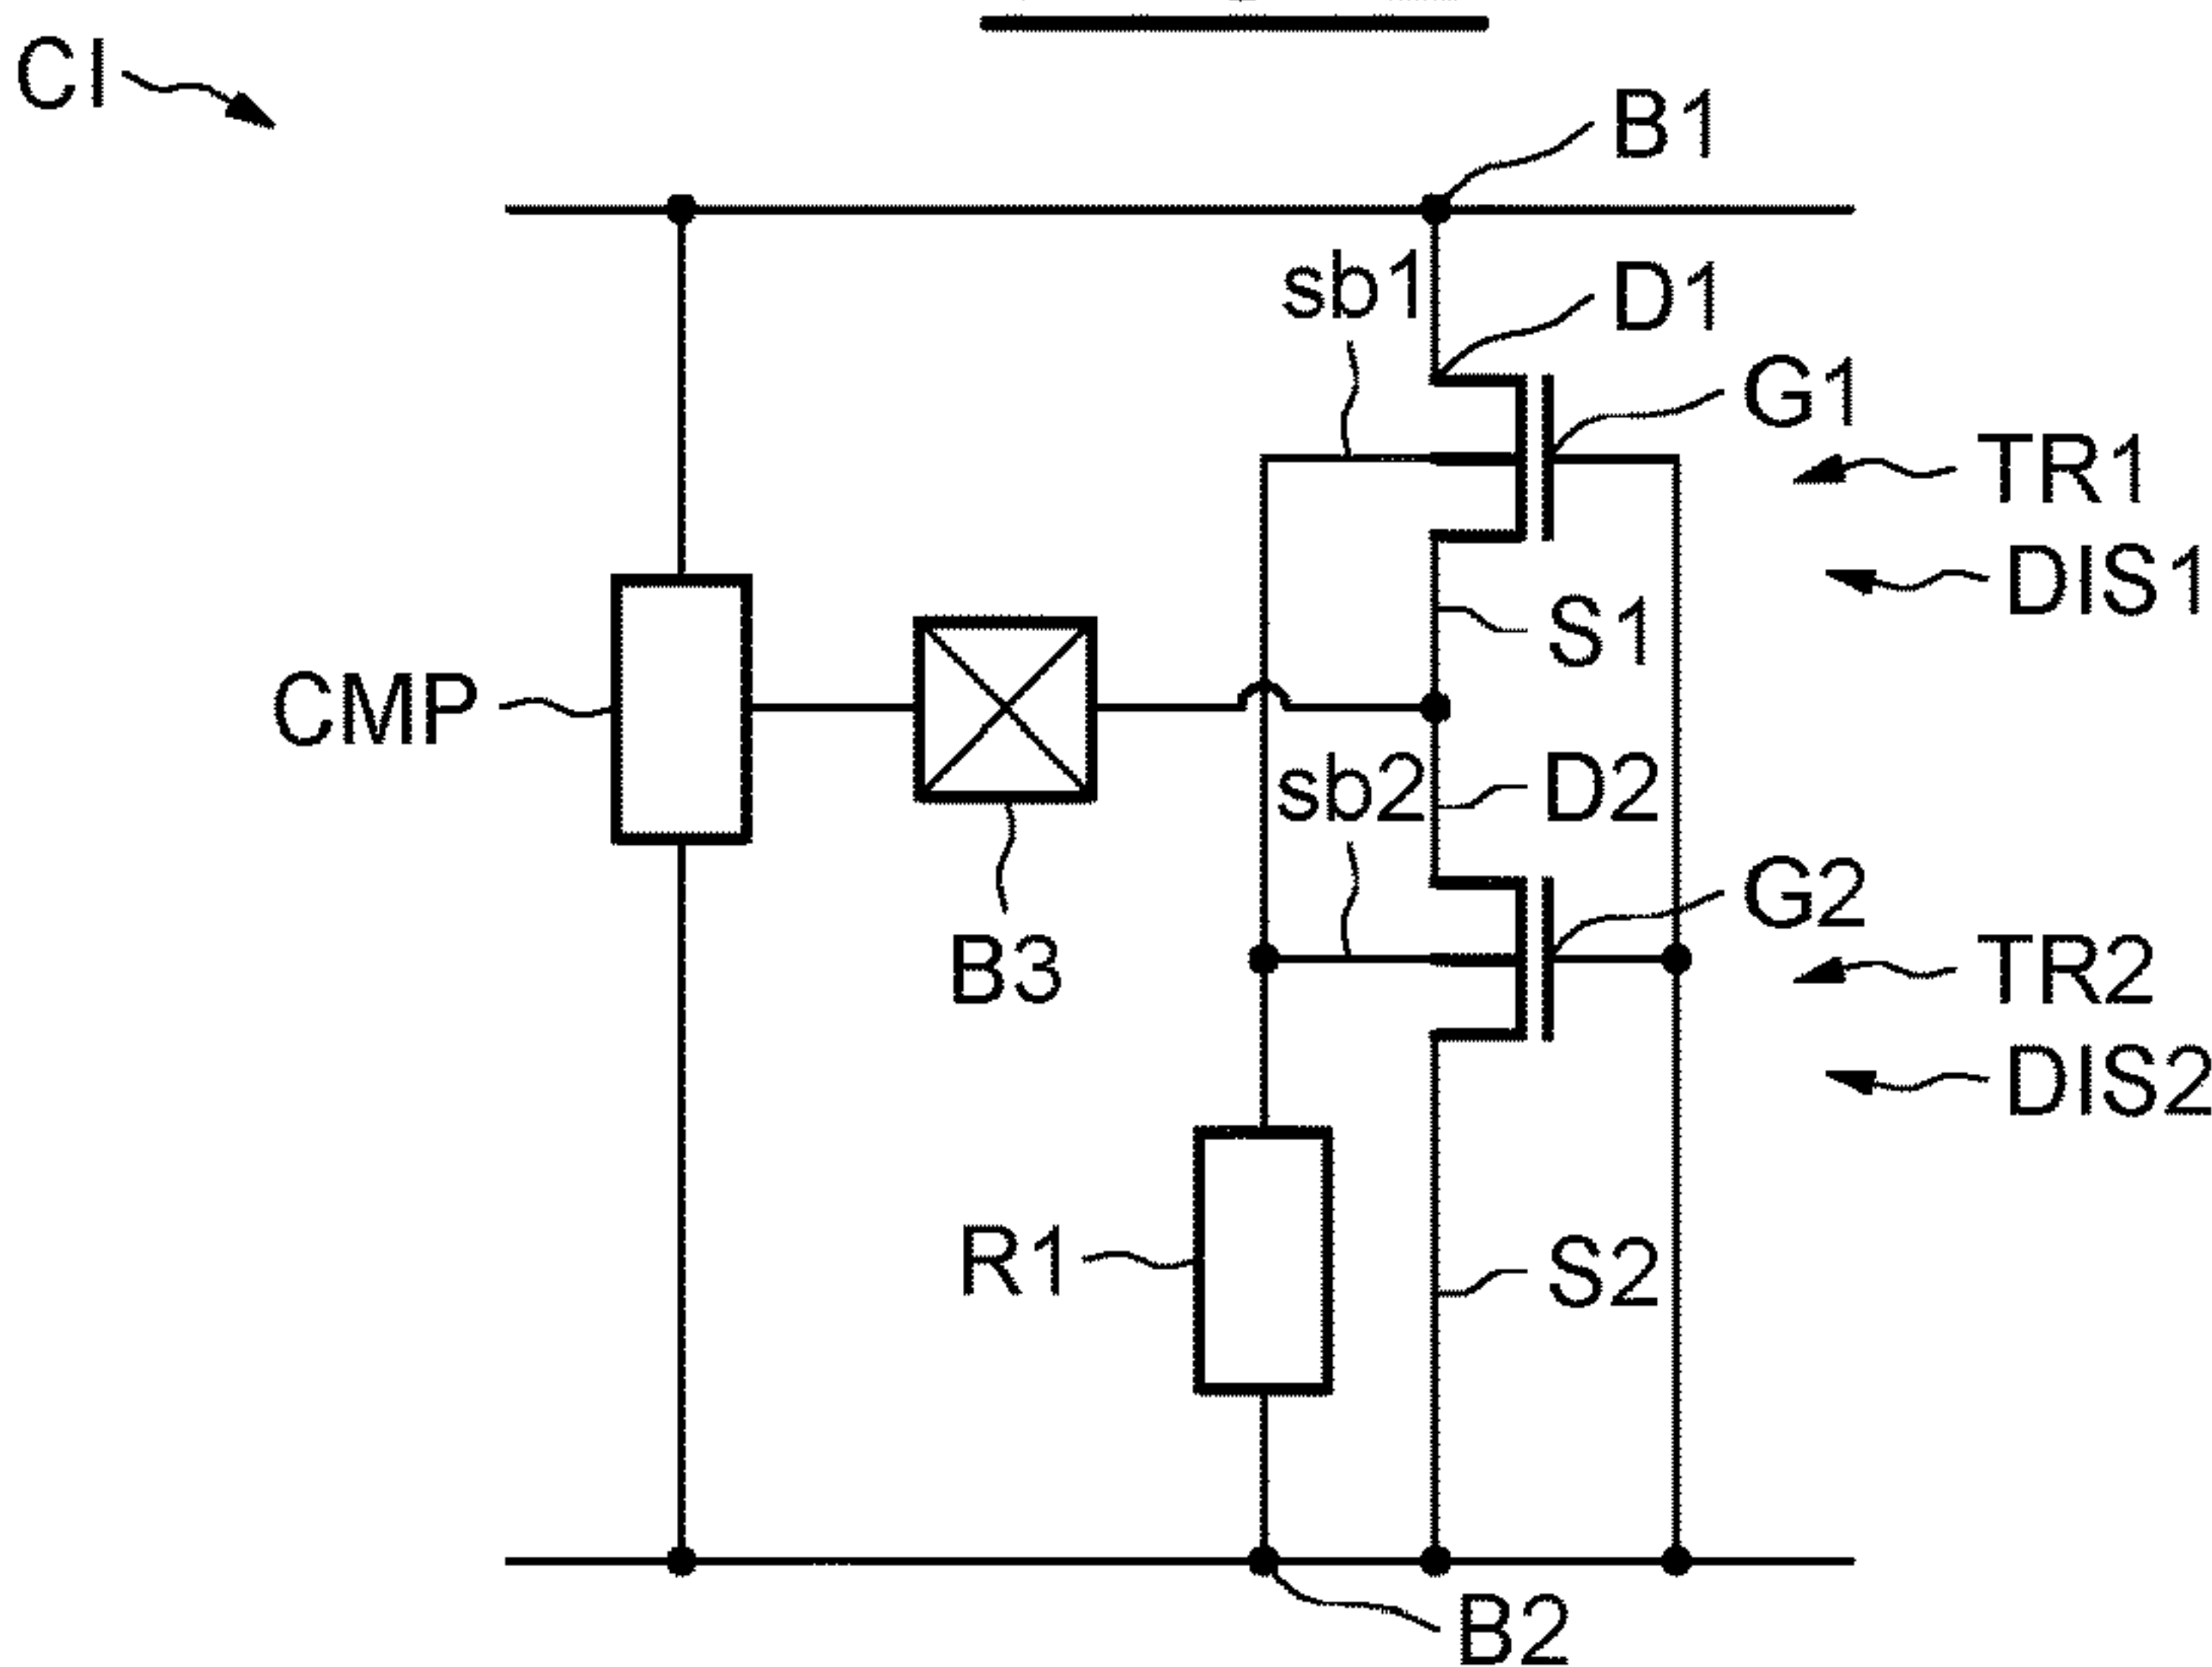 CI
B1
sb1
D1
G1
TR1
DIS1
S1
CMP
sb2
D2
G2
B3
TR2
DIS2
R1
S2
B2